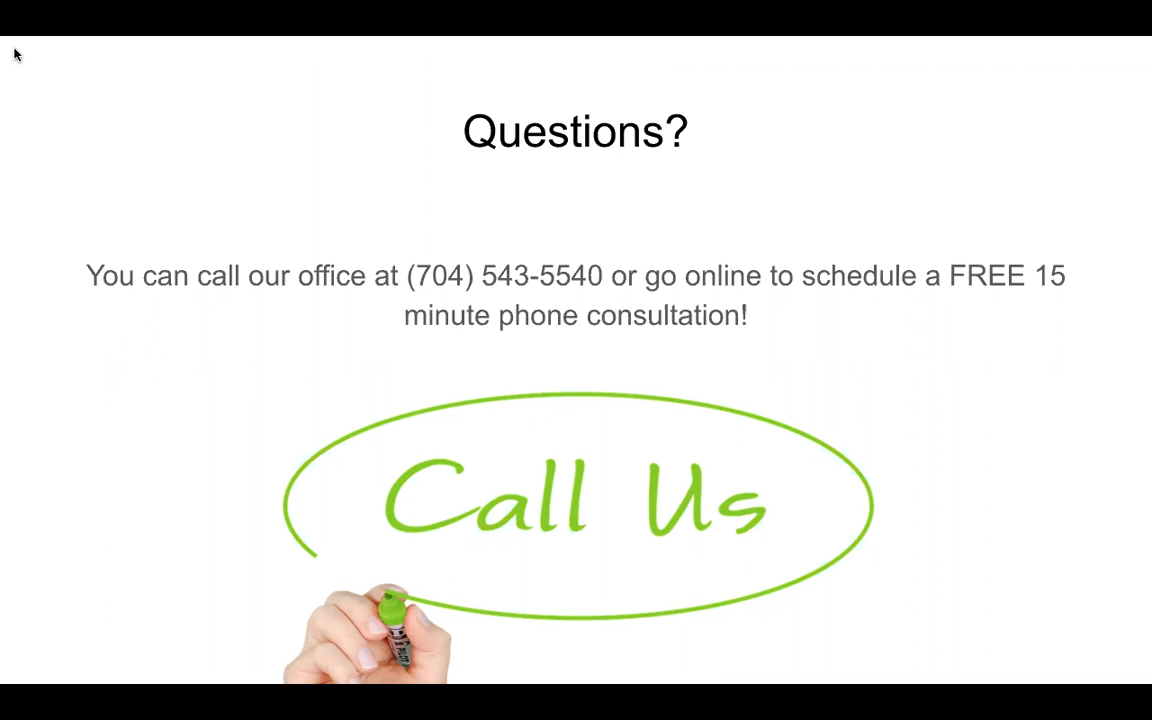 Questions?
You can call our office at (704) 543-5540 or go online to schedule a FREE 15
minute phone consultation!
Call Us